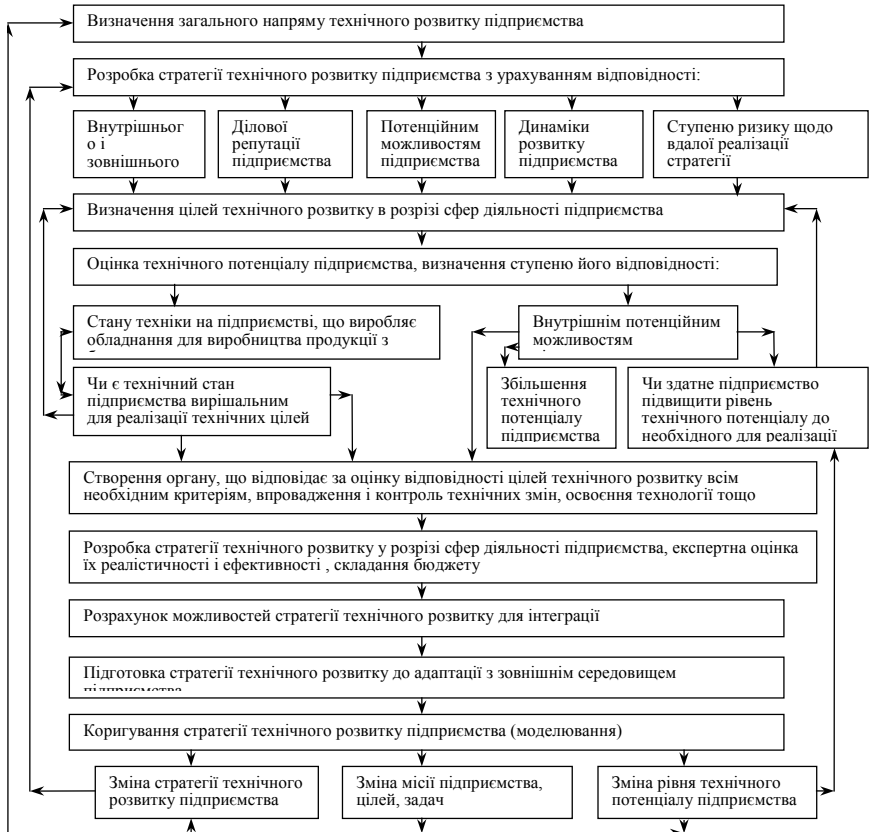 Визначення загального напряму технічного розвитку підприємства
Розробка стратегії технічного розвитку підприємства з урахуванням відповідності:
Внутрішньог
о і
зовнішнього
Ділової
репутації
підприємства
Потенційним
можливостям
підприємства
Динаміки
розвитку
підприємства
Ступеню ризику щодо
вдалої реалізації
стратегії
Визначення цілей технічного розвитку в розрізі сфер діяльності підприємства
Оцінка технічного потенціалу підприємства, визначення ступеню його відповідності:
Стану техніки на підприємстві, що виробляє
обладнання для виробництва продукції з
Внутрішнім потенційним
можливостям
Чи є технічний стан
підприємства вирішальним
для реалізації технічних цілей
Збільшення
технічного
потенціалу
підприємства
Чи здатне підприємство
підвищити рівень
технічного потенціалу до
необхідного для реалізації
Створення органу, що відповідає за оцінку відповідності цілей технічного розвитку всім
необхідним критеріям, впровадження і контроль технічних змін, освоєння технології тощо
Розробка стратегії технічного розвитку у розрізі сфер діяльності підприємства, експертна оцінка
їх реалістичності і ефективності , складання бюджету
Розрахунок можливостей стратегії технічного розвитку для інтеграції
Підготовка стратегії технічного розвитку до адаптації з зовнішнім середовищем
підприємства
Коригування стратегії технічного розвитку підприємства (моделювання)
Зміна стратегії технічного
розвитку підприємства
Зміна місії підприємства,
цілей, задач
Зміна рівня технічного
потенціалу підприємства